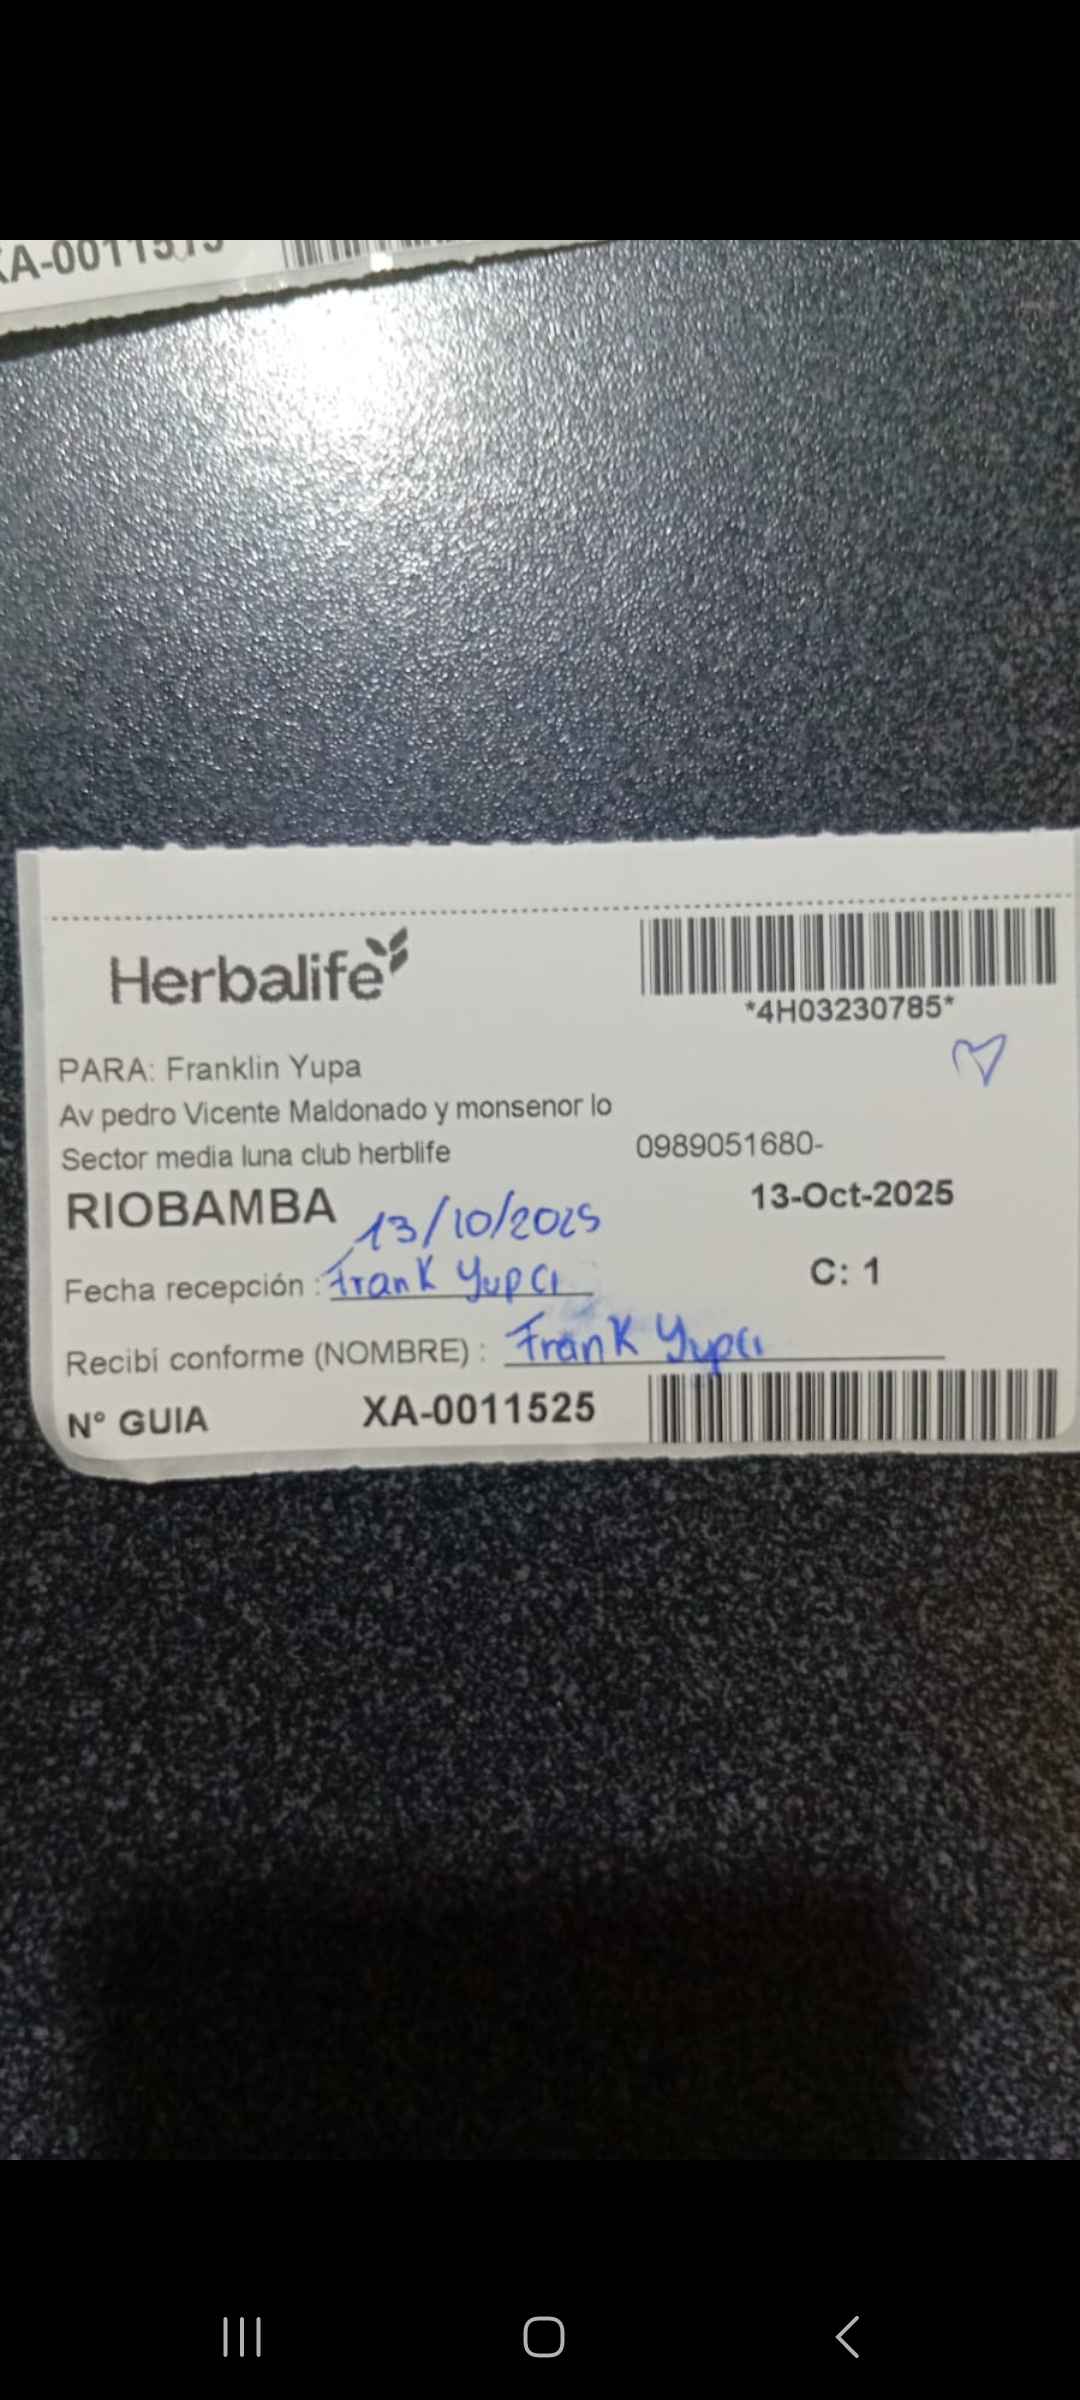 Herbalife
*4H03230785*
PARA: Franklin Yupa
Av pedro Vicente Maldonado y monsenor lo
Sector media luna club herblife 0989051680-
RIOBAMBA 13/10/2025 13-Oct-2025
Fecha recepción : Frank Yupa C: 1
Recibí conforme (NOMBRE) : Frank Yupa
N° GUIA XA-0011525